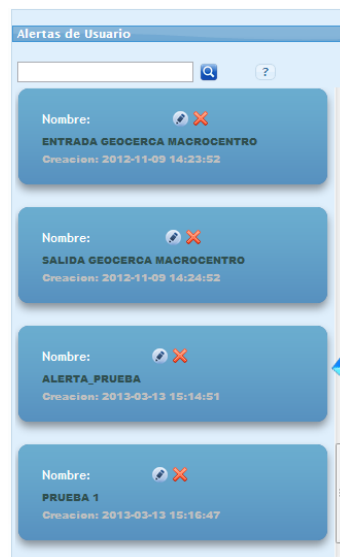 Alertas de Usuario
?
Nombre:
ENTRADA GEOCERCA MACROCENTRO
Creacion: 2012-11-09 14:23:52
Nombre:
SALIDA GEOCERCA MACROCENTRO
Creacion: 2012-11-09 14:24:52
Nombre:
ALERTA_PRUEBA
Creacion: 2013-03-13 15:14:51
Nombre:
PRUEBA 1
Creacion: 2013-03-13 15:16:47